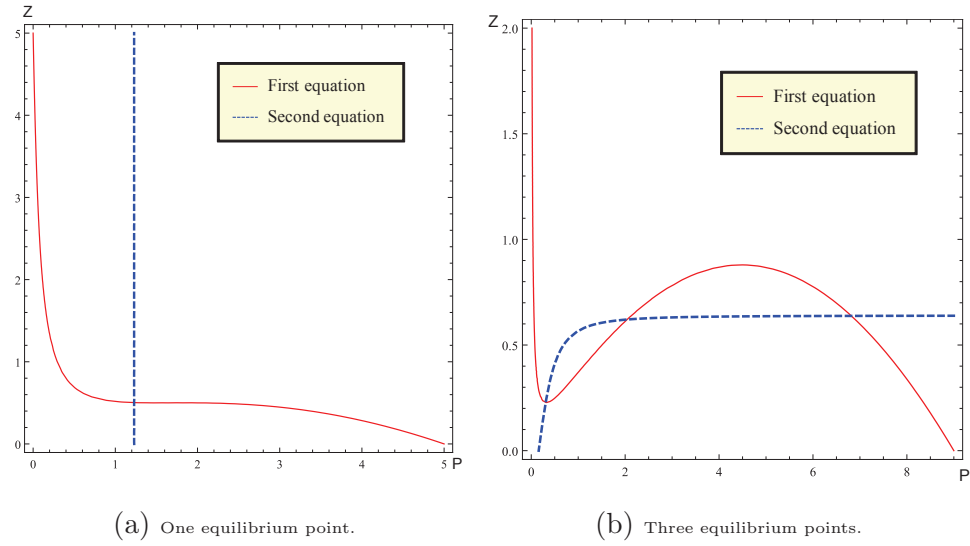 Z
5
4
3
2
1
0
0
1
2
3
4
5
P
First equation
Second equation
(a) One equilibrium point.
Z
2.0
1.5
1.0
0.5
0.0
0
2
4
6
8
P
First equation
Second equation
(b) Three equilibrium points.